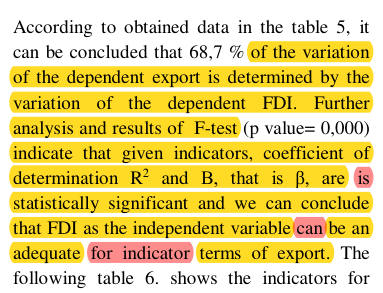 According to obtained data in the table 5, it
can be concluded that 68,7 % of the variation
of the dependent export is determined by the
variation of the dependent FDI. Further
analysis and results of F-test (p value= 0,000)
indicate that given indicators, coefficient of
determination R² and B, that is β, are is
statistically significant and we can conclude
that FDI as the independent variable can be an
adequate for indicator terms of export. The
following table 6. shows the indicators for